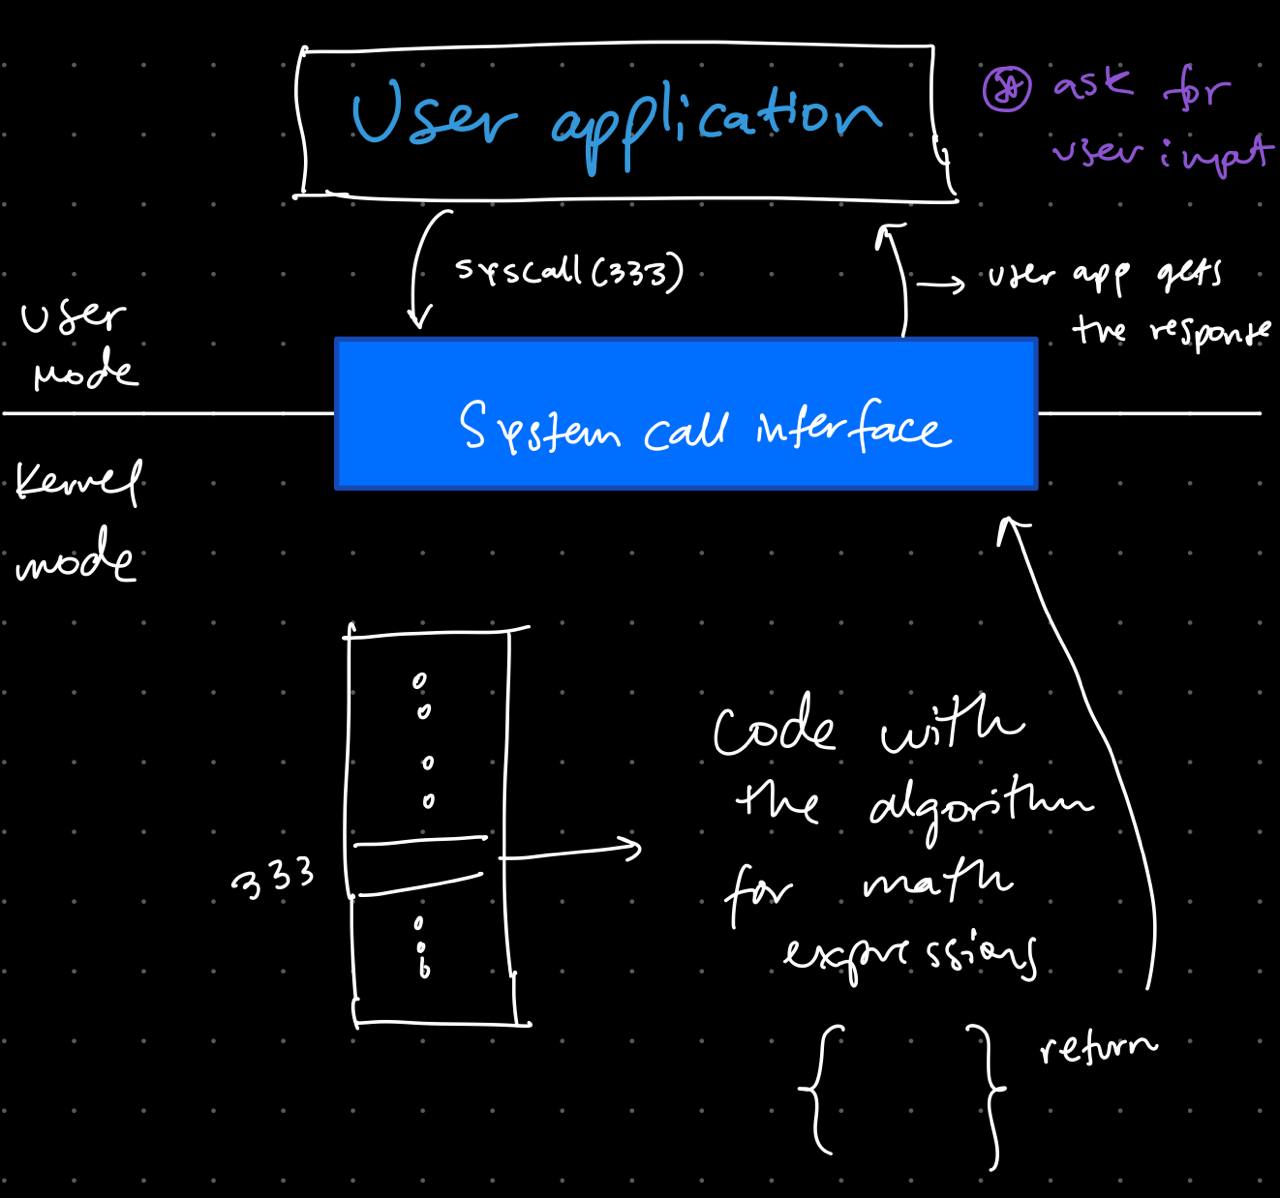 User application
ask for
user input
syscall(333)
user app gets
the response
User
Mode
System call interface
Kernel
mode
Code with
the algorithm
for math
expressions
333
{ } return